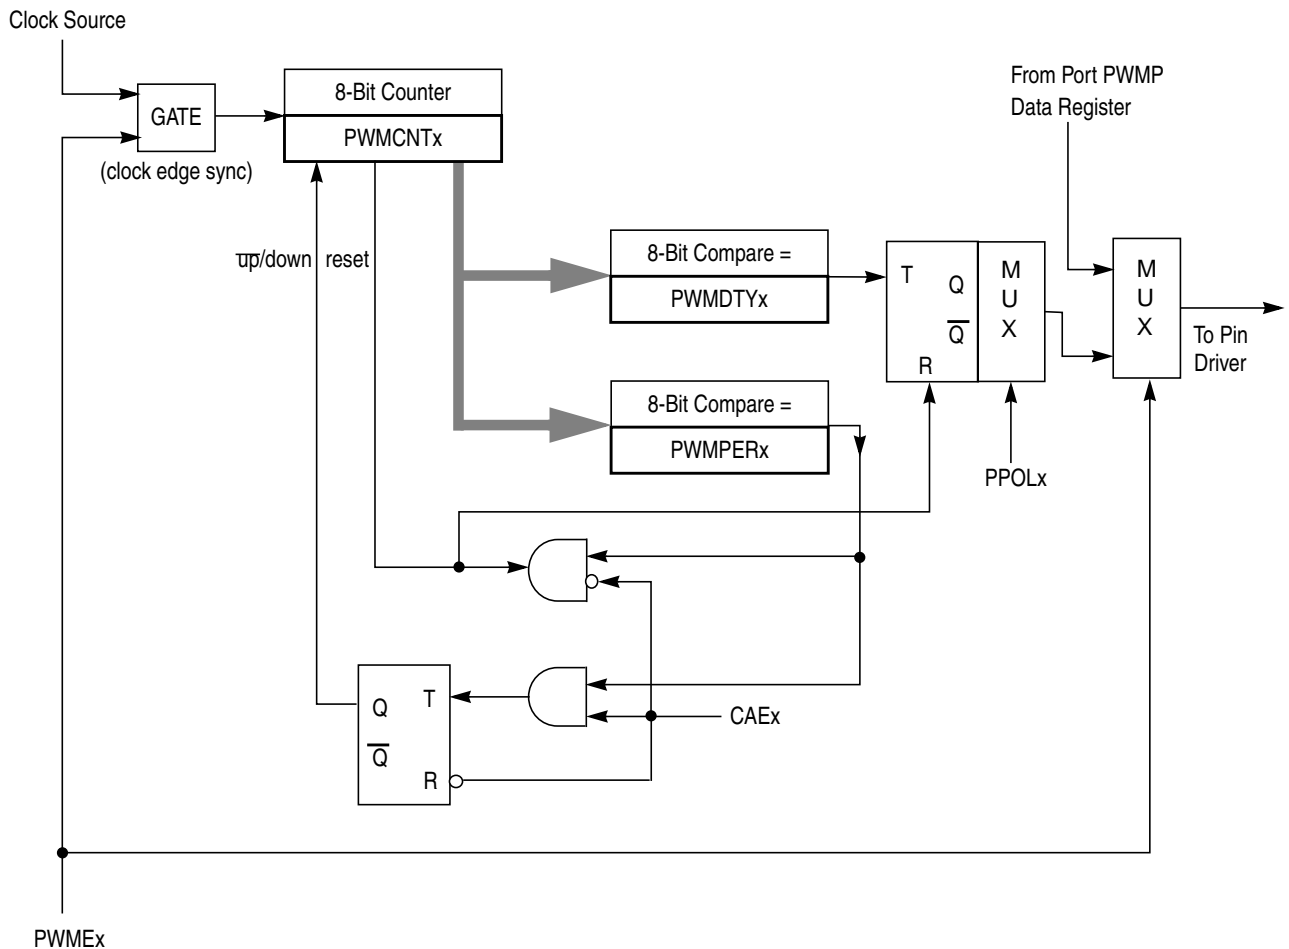 Clock Source
From Port PWMP
Data Register
8-Bit Counter
GATE
PWMCNTx
(clock edge sync)
u̅p̅/down
reset
8-Bit Compare =
PWMDTYx
T
Q
Q̅
R
M
U
X
M
U
X
To Pin
Driver
8-Bit Compare =
PWMPERx
PPOLx
Q
T
Q̅
R
CAEx
PWMEx